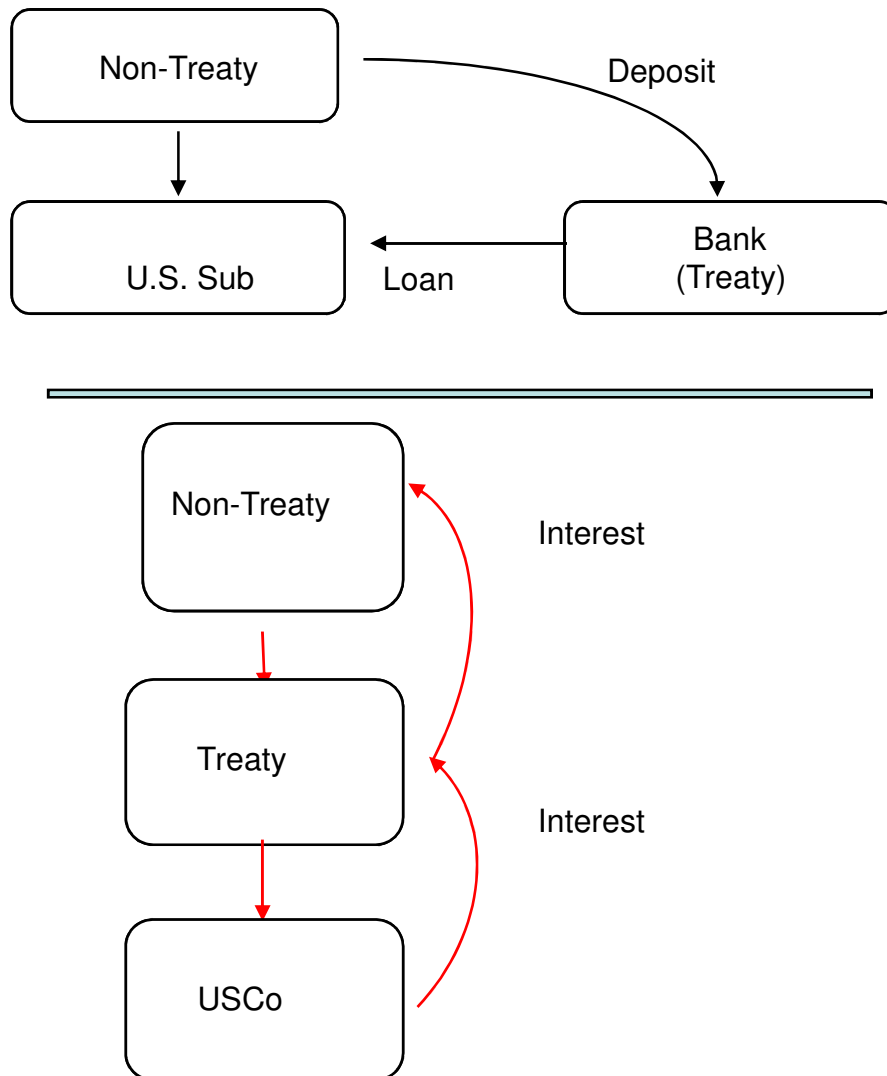 Non-Treaty
Deposit
U.S. Sub
Loan
Bank
(Treaty)
Non-Treaty
Interest
Treaty
Interest
USCo